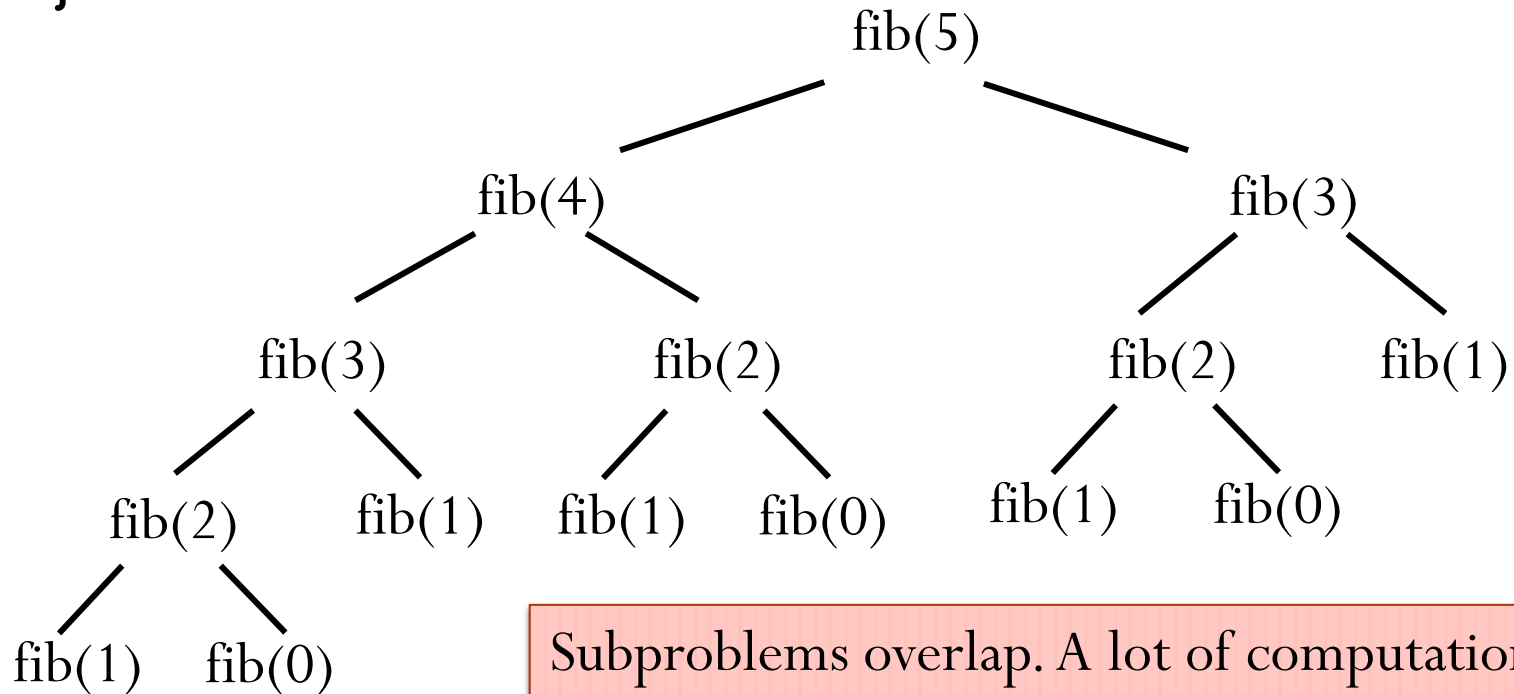 fib(5)
fib(4) fib(3)
fib(3) fib(2) fib(2) fib(1)
fib(2) fib(1) fib(1) fib(0) fib(1) fib(0)
fib(1) fib(0)
Subproblems overlap. A lot of